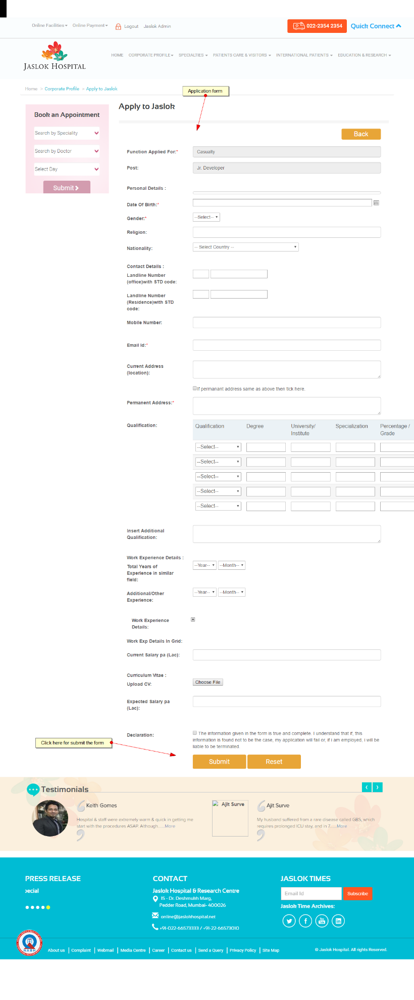 Online Facilities
Online Payment
Logout
Jaslok Admin
022-2354 2354
Quick Connect
JASLOK HOSPITAL
HOME
CORPORATE PROFILE
SPECIALTIES
PATIENTS CARE & VISITORS
INTERNATIONAL PATIENTS
EDUCATION & RESEARCH
Home > Corporate Profile > Apply to Jaslok
Application form
Book an Appointment
Search by Speciality
Search by Doctor
Select Day
Submit
Apply to Jaslok
Back
Function Applied For:*
Casualty
Post:
Jr. Developer
Personal Details :
Date Of Birth:*
Gender:*
--Select--
Religion:
Nationality:
-- Select Country --
Contact Details :
Landline Number
(office)with STD code:
Landline Number
(Residence)with STD
code:
Mobile Number:
Email Id:*
Current Address
(location):
If permanant address same as above then tick here.
Permanent Address:*
Qualification:
Qualification
Degree
University/
Institute
Specialization
Percentage /
Grade
--Select--
--Select--
--Select--
--Select--
--Select--
Insert Additional
Qualification:
Work Experience Details :
Total Years of
Experience in similar
field:
--Year--
--Month--
Additional/Other
Experience:
--Year--
--Month--
Work Experience
Details:
Work Exp Details In Grid:
Current Salary pa (Lac):
Curriculum Vitae :
Upload CV:
Choose File
Expected Salary pa
(Lac):
Declaration:
The information given in the form is true and complete. I understand that if, this
information is found not to be the case, my application will fail or, if i am employed, i will be
liable to be terminated.
Click here for submit the form
Submit
Reset
Testimonials
Keith Gomes
Hospital & staff were extremely warm & quick in getting me
start with the procedures ASAP. Although......More
Ajit Surve
Ajit Surve
My husband suffered from a rare disease called GBS, which
requires prolonged ICU stay, and in 7......More
PRESS RELEASE
pecial
CONTACT
Jaslok Hospital & Research Centre
15 - Dr. Deshmukh Marg,
Pedder Road, Mumbai- 400026
online@jaslokhospital.net
+91-022-66573333 / +91-22-66573010
JASLOK TIMES
Email Id
Subscribe
Jaslok Time Archives:
You
Tube
NABH
About us
Complaint
Webmail
Media Centre
Career
Contact us
Send a Query
Privacy Policy
Site Map
© Jaslok Hospital. All rights Reserved.